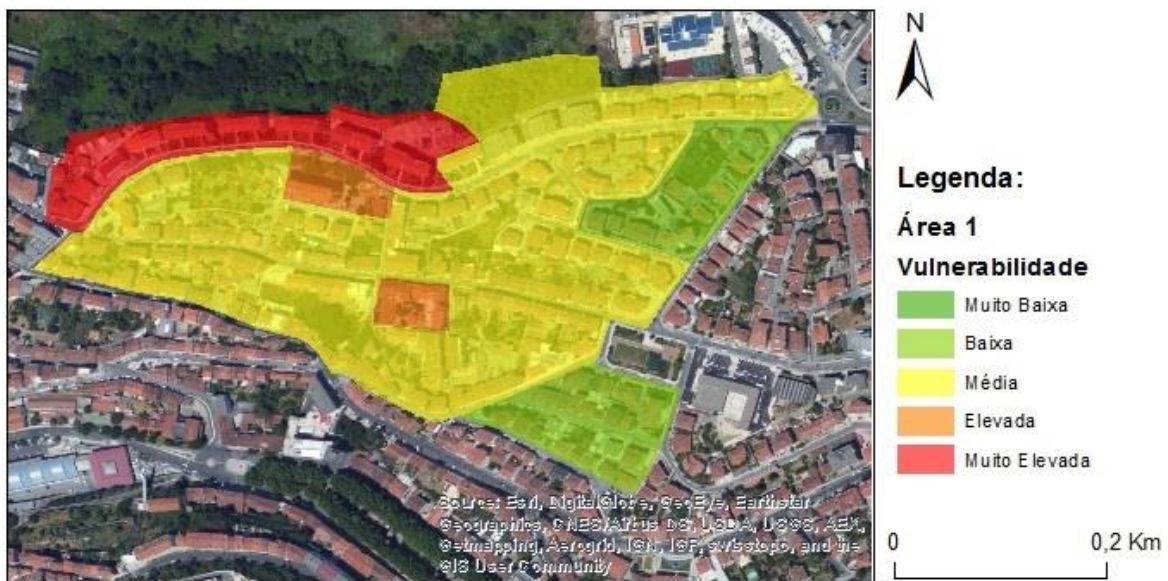 N
Legenda:
Área 1
Vulnerabilidade
Muito Baixa
Baixa
Média
Elevada
Muito Elevada
0 0,2 Km
Source: Esri, DigitalGlobe, GeoEye, Earthstar
Geographics, CNES/Airbus DS, USDA, USGS, AEX,
Getmapping, Aerogrid, IGN, IGP, swisstopo, and the
GIS User Community